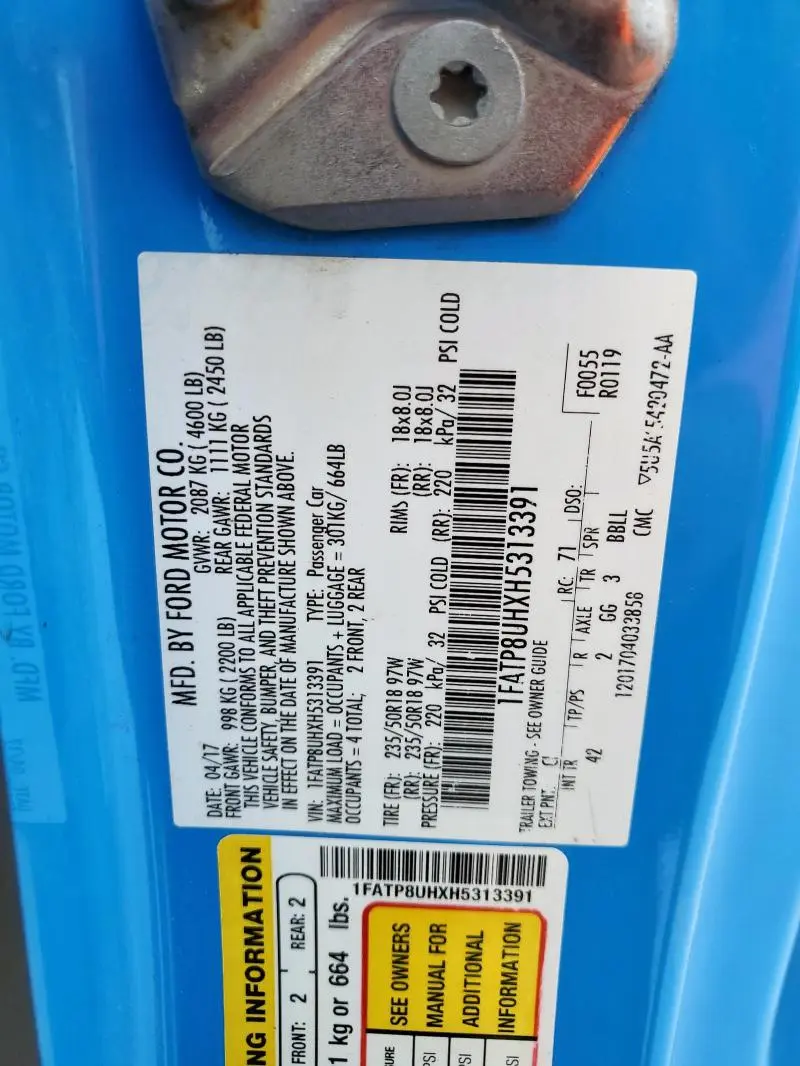 MFD. BY FORD MOTOR CO.
DATE: 04/17 GVWR: 2087 KG ( 4600 LB)
FRONT GAWR: 998 KG ( 2200 LB) REAR GAWR: 1111 KG ( 2450 LB)
THIS VEHICLE CONFORMS TO ALL APPLICABLE FEDERAL MOTOR
VEHICLE SAFETY, BUMPER, AND THEFT PREVENTION STANDARDS
IN EFFECT ON THE DATE OF MANUFACTURE SHOWN ABOVE.
VIN: 1FATP8UHXH5313391 TYPE: Passenger Car
MAXIMUM LOAD = OCCUPANTS + LUGGAGE = 301KG/ 664LB
OCCUPANTS = 4 TOTAL; 2 FRONT, 2 REAR
TIRE (FR): 235/50R18 97W RIMS (FR): 18x8.0J
(RR): 235/50R18 97W (RR): 18x8.0J
PRESSURE (FR): 220 kPa/ 32 PSI COLD (RR): 220 kPa/ 32 PSI COLD
1FATP8UHXH5313391
TRAILER TOWING - SEE OWNER GUIDE
EXT PNT: RC: 71 DSO: F0055
R0119
INT TR TP/PS R AXLE TR SPR
42 2 GG 3 BBLL
1201704033858 CMC
1FATP8UHXH5313391
NG INFORMATION
FRONT: 2 REAR: 2
1 kg or 664 lbs.
SEE OWNERS
MANUAL FOR
ADDITIONAL
INFORMATION